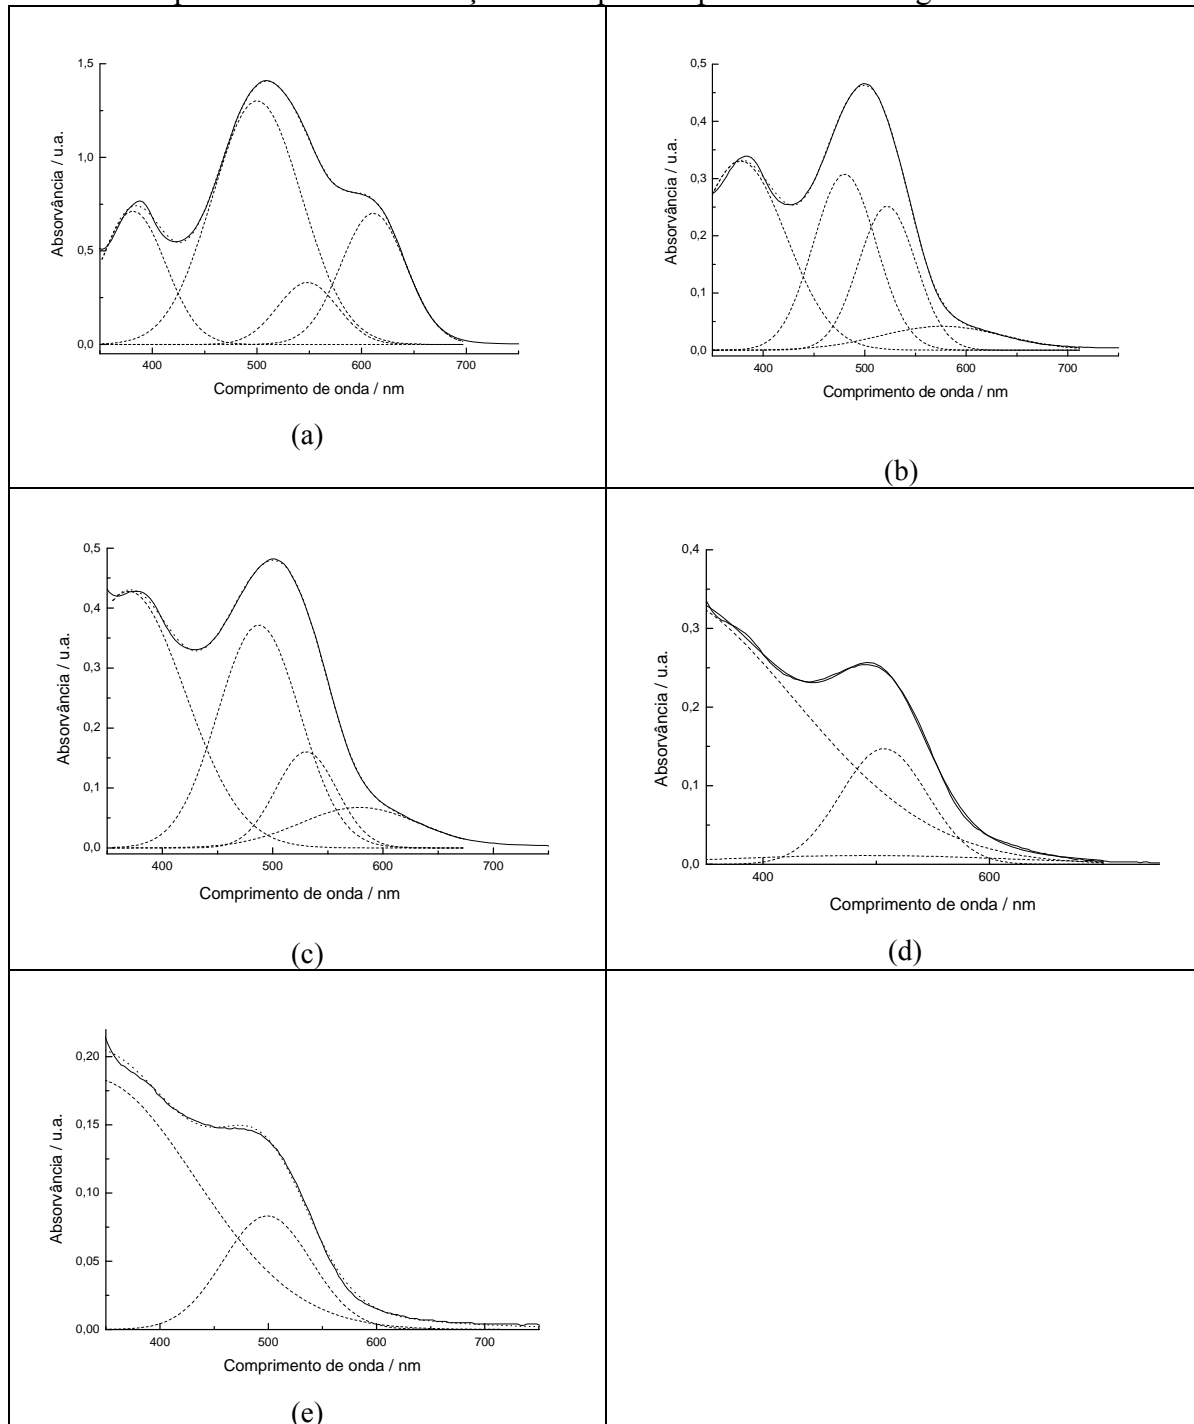 1,5
1,0
0,5
0,0
Absorvância / u.a.
400 500 600 700
Comprimento de onda / nm
(a)
0,5
0,4
0,3
0,2
0,1
0,0
Absorvância / u.a.
400 500 600 700
Comprimento de onda / nm
(b)
0,5
0,4
0,3
0,2
0,1
0,0
Absorvância / u.a.
400 500 600 700
Comprimento de onda / nm
(c)
0,4
0,3
0,2
0,1
0,0
Absorvância / u.a.
400 600
Comprimento de onda / nm
(d)
0,20
0,15
0,10
0,05
0,00
Absorvância / u.a.
400 500 600 700
Comprimento de onda / nm
(e)